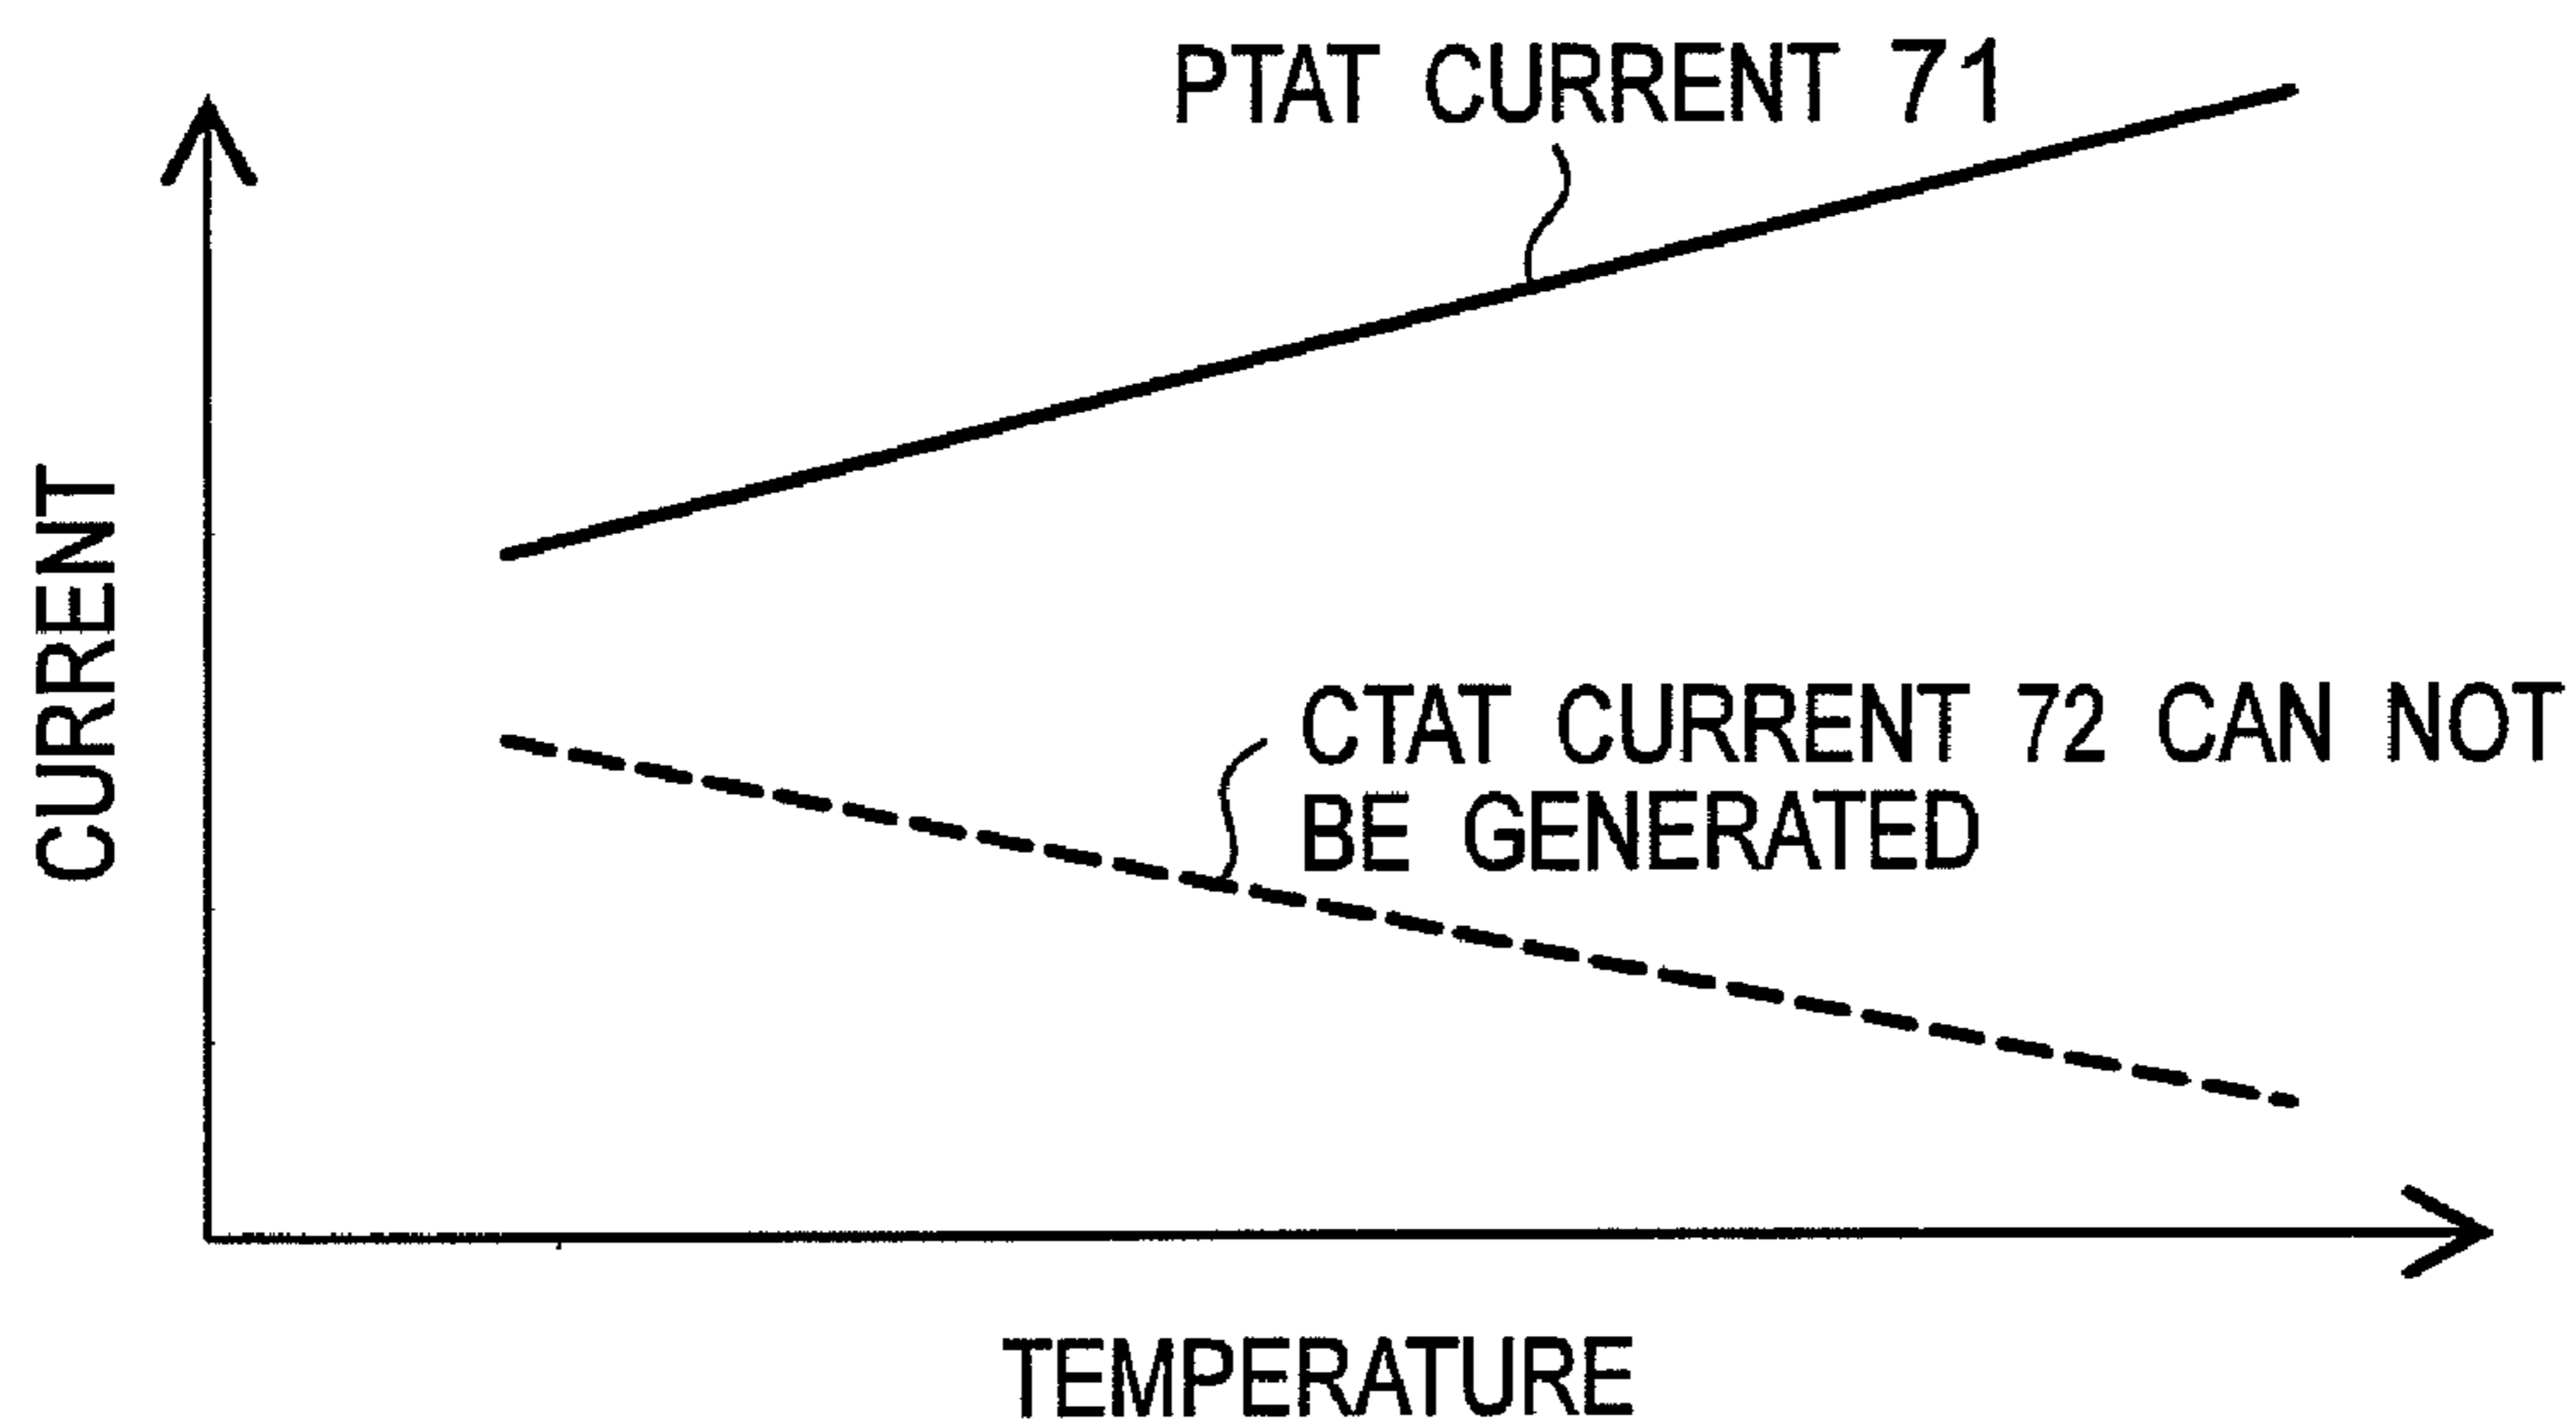 PTAT CURRENT 71
CURRENT
CTAT CURRENT 72 CAN NOT
BE GENERATED
TEMPERATURE